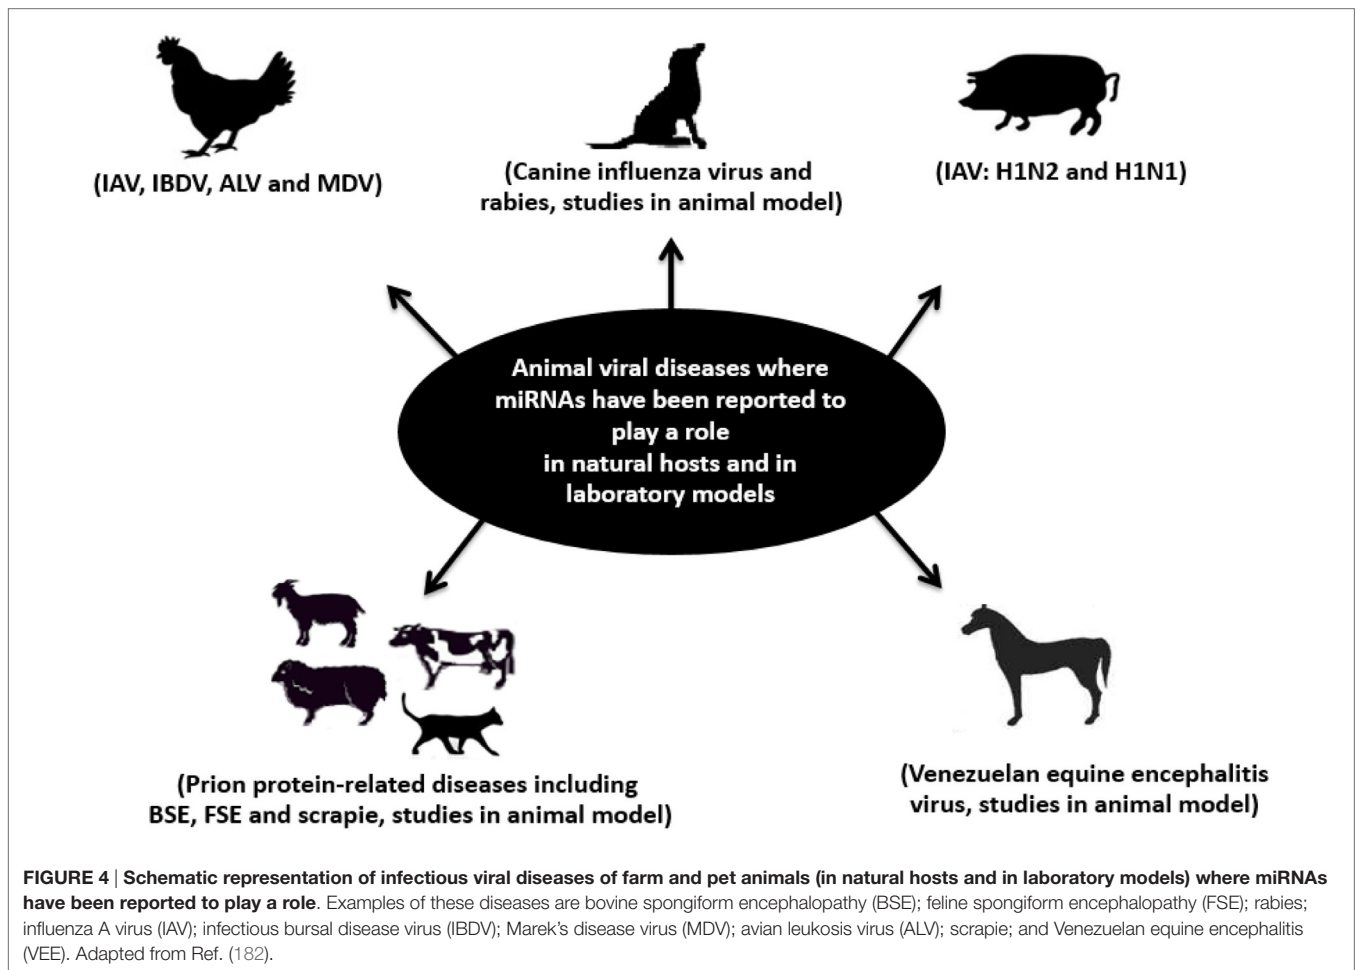 (IAV, IBDV, ALV and MDV)
(Canine influenza virus and
rabies, studies in animal model)
(IAV: H1N2 and H1N1)
Animal viral diseases where
miRNAs have been reported to
play a role
in natural hosts and in
laboratory models
(Prion protein-related diseases including
BSE, FSE and scrapie, studies in animal model)
(Venezuelan equine encephalitis
virus, studies in animal model)
FIGURE 4 | Schematic representation of infectious viral diseases of farm and pet animals (in natural hosts and in laboratory models) where miRNAs
have been reported to play a role. Examples of these diseases are bovine spongiform encephalopathy (BSE); feline spongiform encephalopathy (FSE); rabies;
influenza A virus (IAV); infectious bursal disease virus (IBDV); Marek's disease virus (MDV); avian leukosis virus (ALV); scrapie; and Venezuelan equine encephalitis
(VEE). Adapted from Ref. (182).